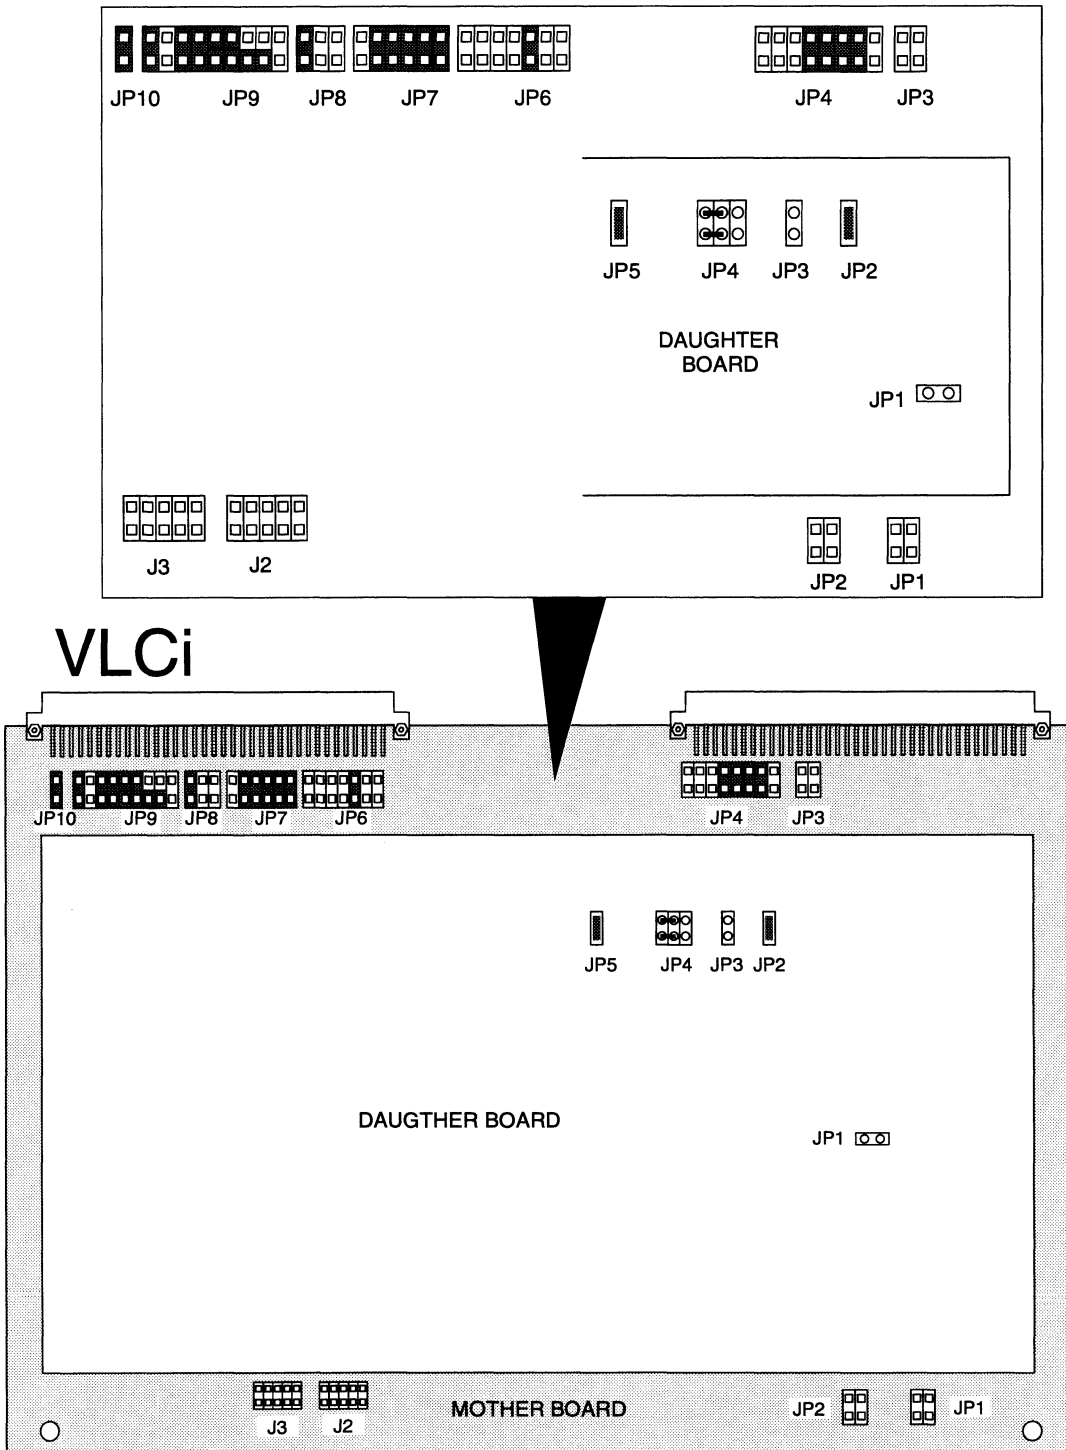 JP10 JP9 JP8 JP7 JP6 JP4 JP3
JP5 JP4 JP3 JP2
DAUGHTER
BOARD
JP1
J3 J2
JP2 JP1
VLCi
JP10 JP9 JP8 JP7 JP6 JP4 JP3
JP5 JP4 JP3 JP2
DAUGTHER BOARD
JP1
J3 J2 MOTHER BOARD JP2 JP1